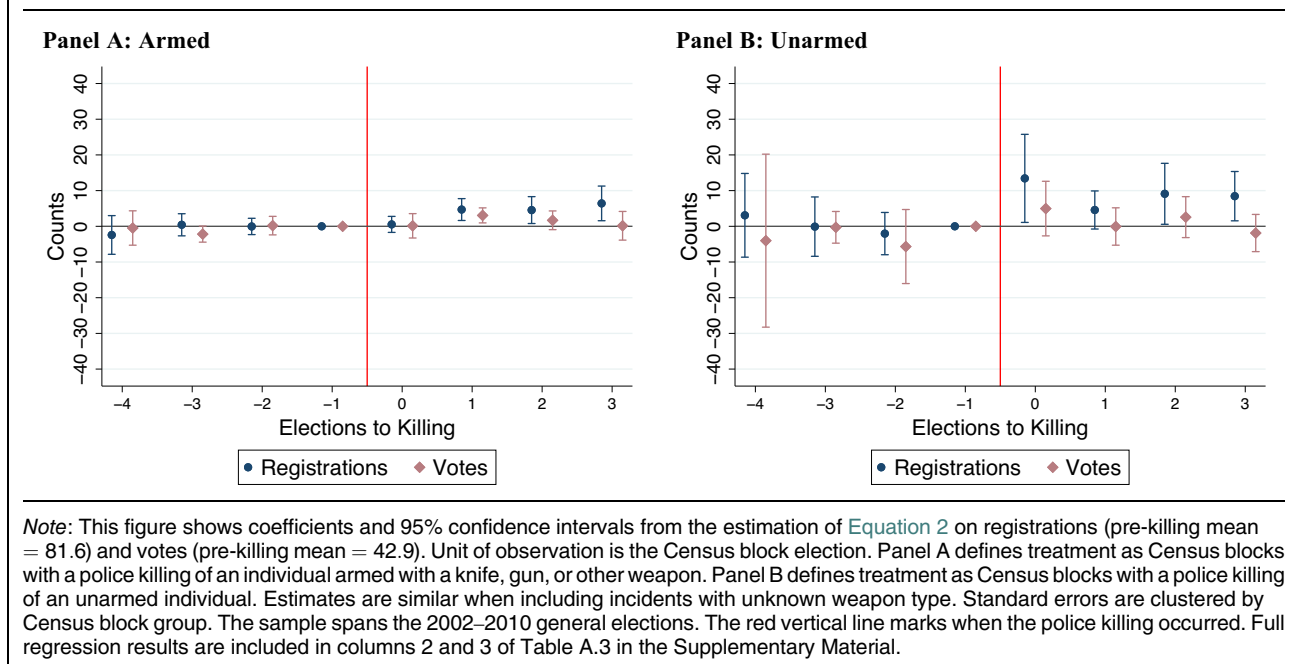 Panel A: Armed
Counts
40
30
20
10
0
−10
−20
−30
−40
−4 −3 −2 −1 0 1 2 3
Elections to Killing
Registrations Votes
Panel B: Unarmed
Counts
40
30
20
10
0
−10
−20
−30
−40
−4 −3 −2 −1 0 1 2 3
Elections to Killing
Registrations Votes
Note: This figure shows coefficients and 95% confidence intervals from the estimation of Equation 2 on registrations (pre-killing mean
= 81.6) and votes (pre-killing mean = 42.9). Unit of observation is the Census block election. Panel A defines treatment as Census blocks
with a police killing of an individual armed with a knife, gun, or other weapon. Panel B defines treatment as Census blocks with a police killing
of an unarmed individual. Estimates are similar when including incidents with unknown weapon type. Standard errors are clustered by
Census block group. The sample spans the 2002–2010 general elections. The red vertical line marks when the police killing occurred. Full
regression results are included in columns 2 and 3 of Table A.3 in the Supplementary Material.